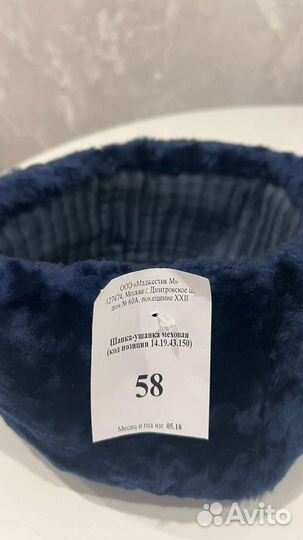 ООО «Маджестик М»
127474, Москва г, Дмитровское ш,
дом № 60А, помещение XXII
Шапка-ушанка меховая
(код позиции 14.19.43.150)
58
Месяц и год изг. 05.18
Avito